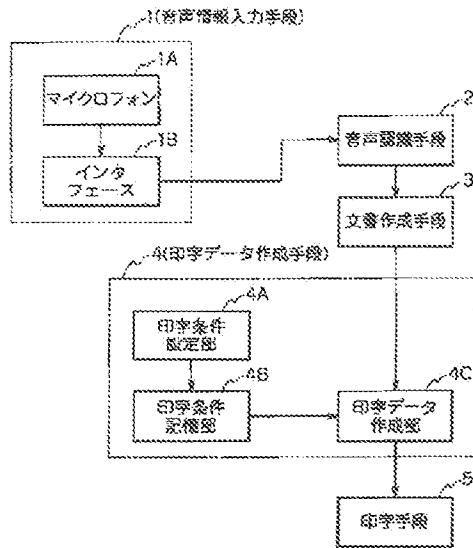 1(音声情報入力手段)
1A
マイクロフォン
1B
インタ
フェース
2
音声認識手段
3
文書作成手段
4(印字データ作成手段)
4A
印字条件
設定部
4B
印字条件
記憶部
4C
印字データ
作成部
5
印字手段